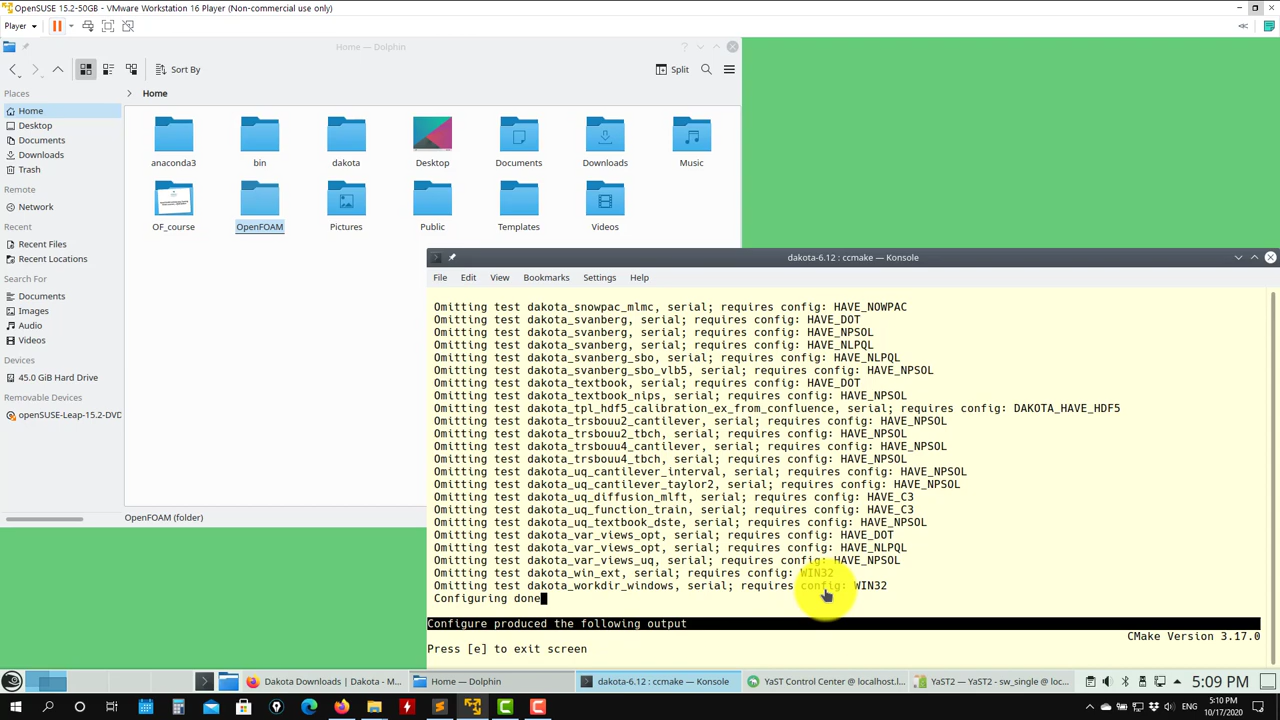 OpenSUSE 15.2-50GB - VMware Workstation 16 Player (Non-commercial use only)
Player
Home — Dolphin
Sort By
Split
Places
Home
Home
Desktop
Documents
Downloads
Trash
Remote
Network
Recent
Recent Files
Recent Locations
Search For
Documents
Images
Audio
Videos
Devices
45.0 GiB Hard Drive
Removable Devices
openSUSE-Leap-15.2-DVD
anaconda3
bin
dakota
Desktop
Documents
Downloads
Music
OF_course
OpenFOAM
Pictures
Public
Templates
Videos
OpenFOAM (folder)
dakota-6.12 : ccmake — Konsole
File Edit View Bookmarks Settings Help
Omitting test dakota_snowpac_mlmc, serial; requires config: HAVE_NOWPAC
Omitting test dakota_svanberg, serial; requires config: HAVE_DOT
Omitting test dakota_svanberg, serial; requires config: HAVE_NPSOL
Omitting test dakota_svanberg, serial; requires config: HAVE_NLPQL
Omitting test dakota_svanberg_sbo, serial; requires config: HAVE_NLPQL
Omitting test dakota_svanberg_sbo_vlb5, serial; requires config: HAVE_NPSOL
Omitting test dakota_textbook, serial; requires config: HAVE_DOT
Omitting test dakota_textbook_nips, serial; requires config: HAVE_NPSOL
Omitting test dakota_tpl_hdf5_calibration_ex_from_confluence, serial; requires config: DAKOTA_HAVE_HDF5
Omitting test dakota_trsbouu2_cantilever, serial; requires config: HAVE_NPSOL
Omitting test dakota_trsbouu2_tbch, serial; requires config: HAVE_NPSOL
Omitting test dakota_trsbouu4_cantilever, serial; requires config: HAVE_NPSOL
Omitting test dakota_trsbouu4_tbch, serial; requires config: HAVE_NPSOL
Omitting test dakota_uq_cantilever_interval, serial; requires config: HAVE_NPSOL
Omitting test dakota_uq_cantilever_taylor2, serial; requires config: HAVE_NPSOL
Omitting test dakota_uq_diffusion_mlft, serial; requires config: HAVE_C3
Omitting test dakota_uq_function_train, serial; requires config: HAVE_C3
Omitting test dakota_uq_textbook_dste, serial; requires config: HAVE_NPSOL
Omitting test dakota_var_views_opt, serial; requires config: HAVE_DOT
Omitting test dakota_var_views_opt, serial; requires config: HAVE_NLPQL
Omitting test dakota_var_views_uq, serial; requires config: HAVE_NPSOL
Omitting test dakota_win_ext, serial; requires config: WIN32
Omitting test dakota_workdir_windows, serial; requires config: WIN32
Configuring done
Configure produced the following output
CMake Version 3.17.0
Press [e] to exit screen
Dakota Downloads | Dakota - M...
Home — Dolphin
dakota-6.12 : ccmake — Konsole
YaST Control Center @ localhost.l...
YaST2 — YaST2 - sw_single @ loc...
5:09 PM
5:10 PM
10/17/2020